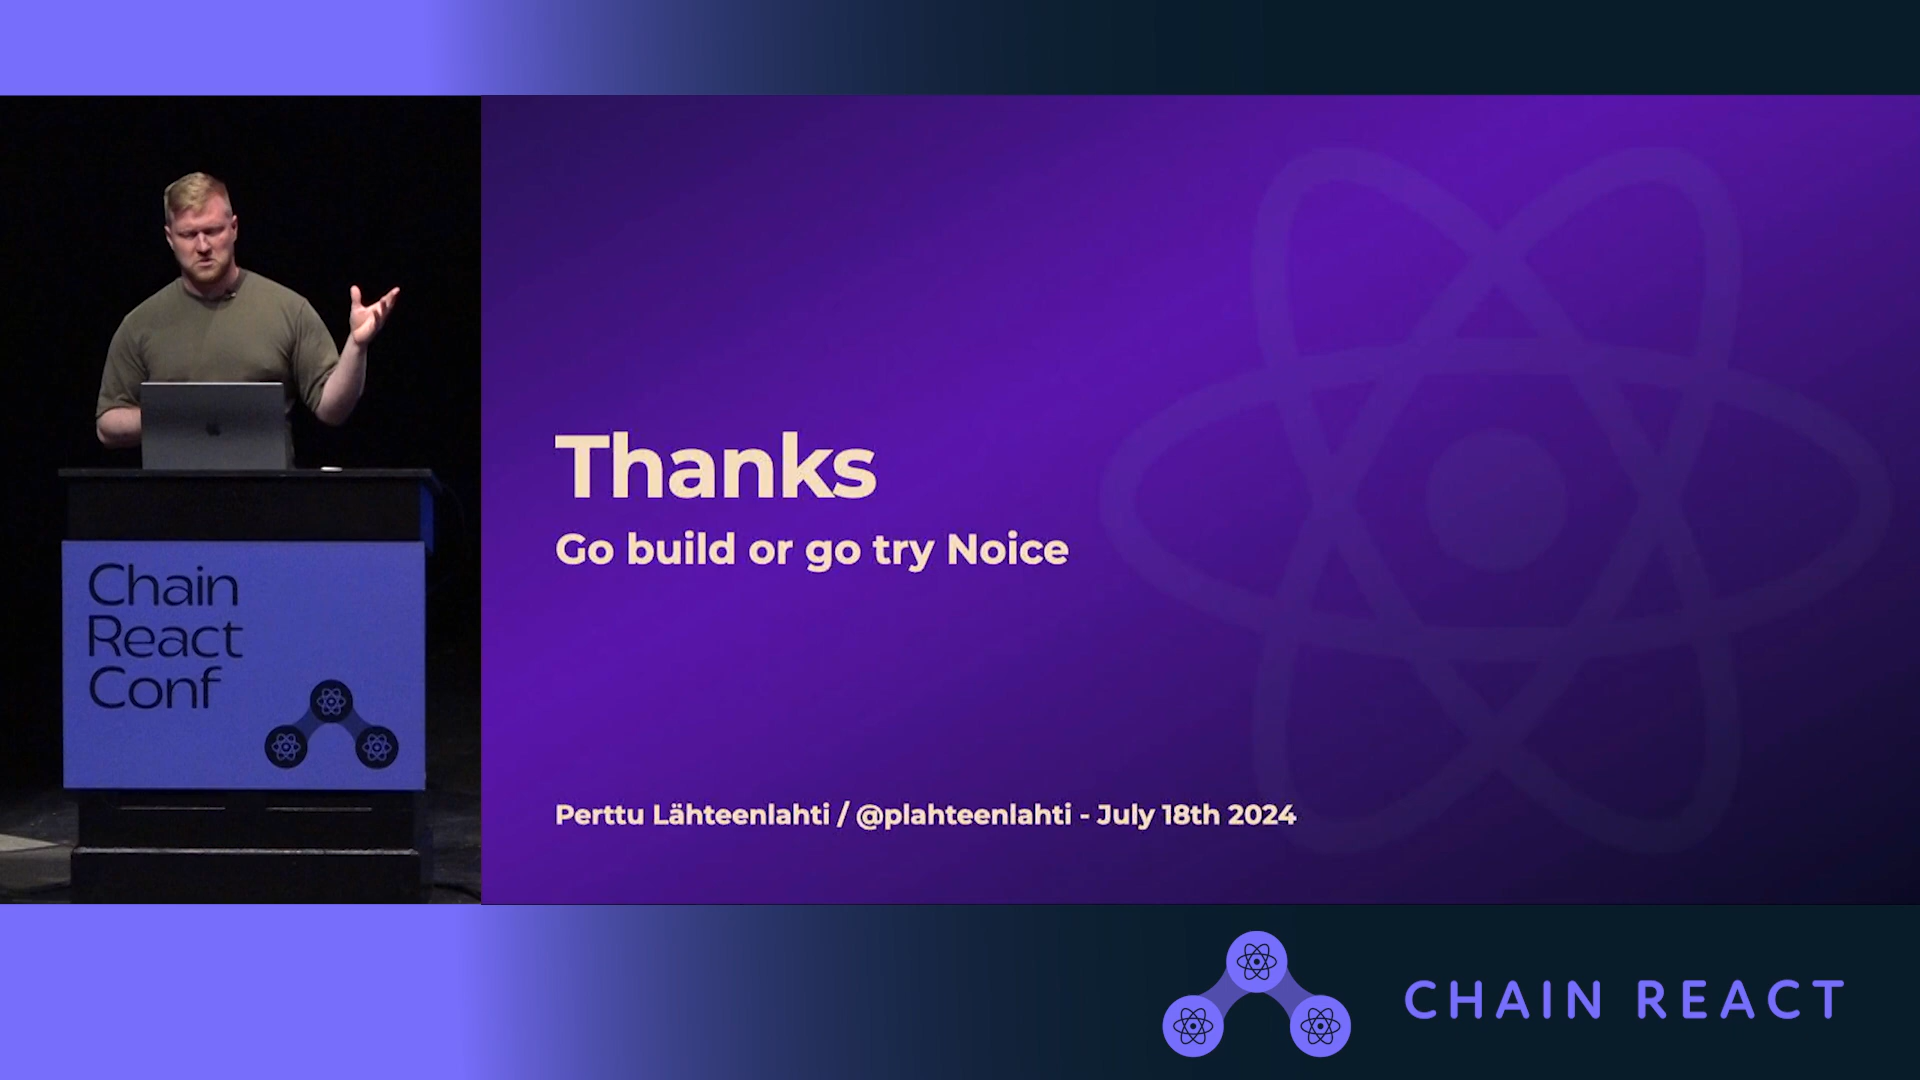 Thanks
Go build or go try Noice
Perttu Lähteenlahti / @plahteenlahti - July 18th 2024
Chain
React
Conf
CHAIN REACT